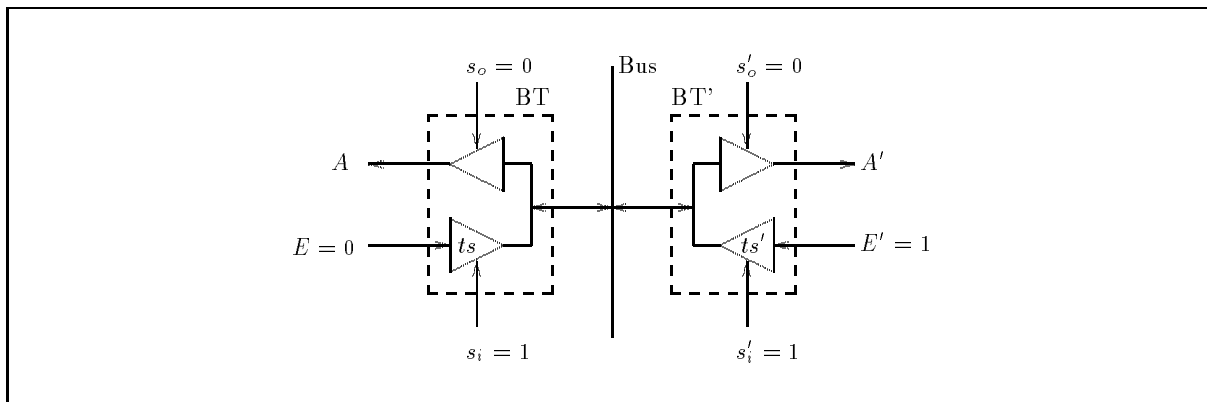 s_o = 0 Bus s'_o = 0
BT BT'
A A'
E = 0 ts ts' E' = 1
s_i = 1 s'_i = 1